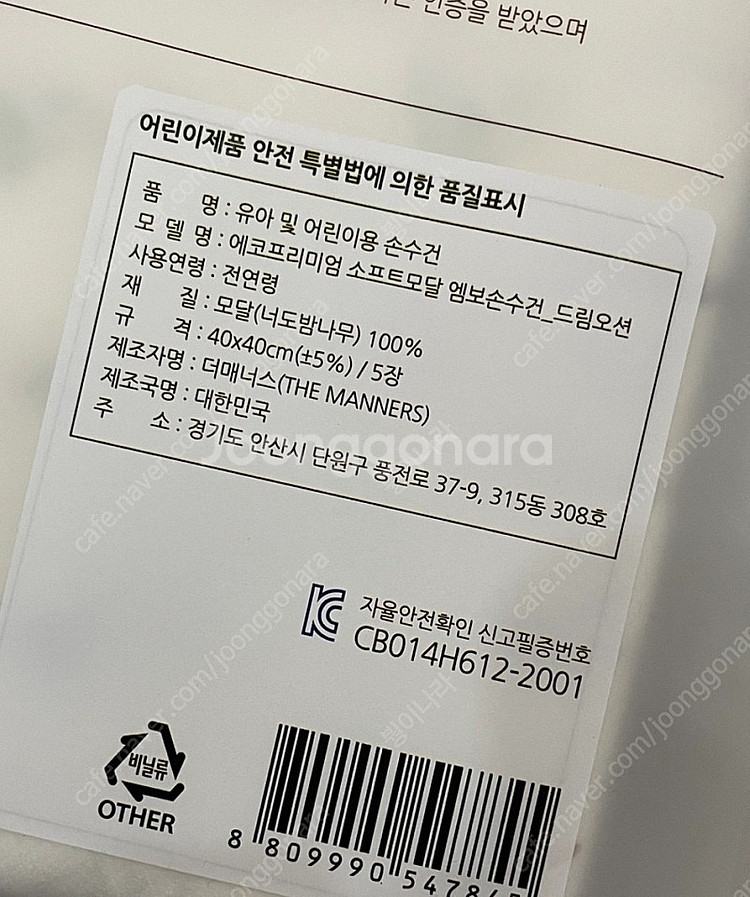 인증을 받았으며
어린이제품 안전 특별법에 의한 품질표시
품 명 : 유아 및 어린이용 손수건
모 델 명 : 에코프리미엄 소프트모달 엠보손수건_드림오션
사용연령 : 전연령
재 질 : 모달(너도밤나무) 100%
규 격 : 40x40cm(±5%) / 5장
제조자명 : 더매너스(THE MANNERS)
제조국명 : 대한민국
주 소 : 경기도 안산시 단원구 풍전로 37-9, 315동 308호
Joonggonara
자율안전확인 신고필증번호
CB014H612-2001
비닐류
OTHER
8 809990 5478
cafe.naver.com/joonggonara